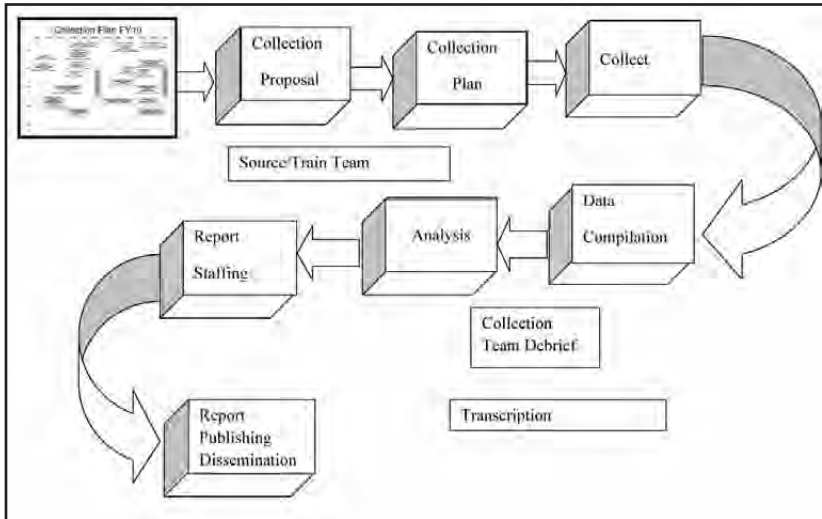 Collection Plan FY10
Collection
Proposal
Collection
Plan
Collect
Source/Train Team
Data
Compilation
Analysis
Report
Staffing
Collection
Team Debrief
Transcription
Report
Publishing
Dissemination